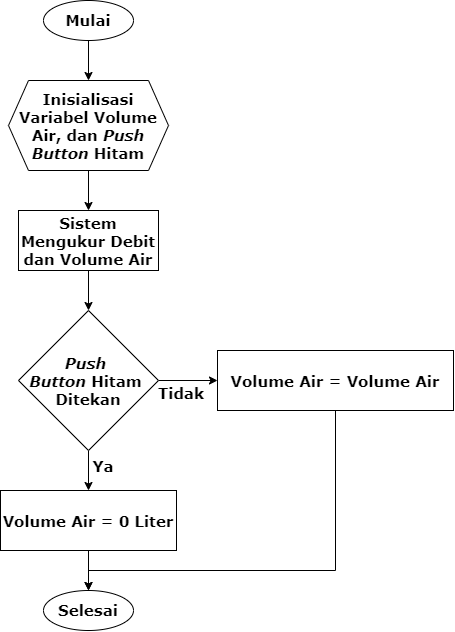 Mulai
Inisialisasi
Variabel Volume
Air, dan Push
Button Hitam
Sistem
Mengukur Debit
dan Volume Air
Push
Button Hitam
Ditekan
Tidak
Volume Air = Volume Air
Ya
Volume Air = 0 Liter
Selesai